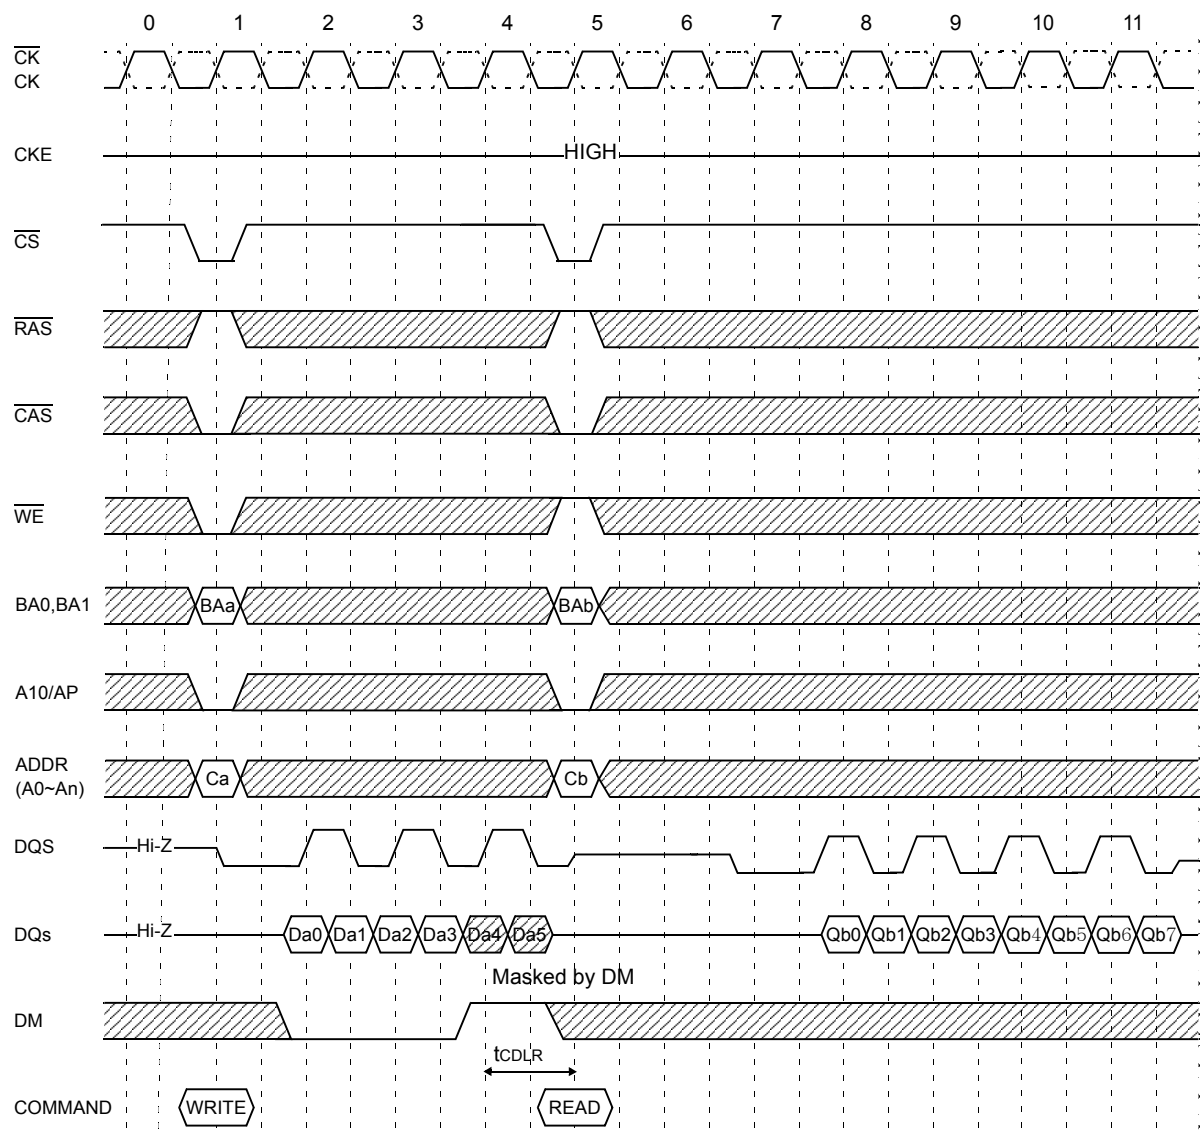 0 1 2 3 4 5 6 7 8 9 10 11
CK
CK
CKE HIGH
CS
RAS
CAS
WE
BA0,BA1 BAa BAb
A10/AP
ADDR
(A0~An) Ca Cb
DQS Hi-Z
DQs Hi-Z Da0 Da1 Da2 Da3 Da4 Da5 Qb0 Qb1 Qb2 Qb3 Qb4 Qb5 Qb6 Qb7
Masked by DM
DM
tCDLR
COMMAND WRITE READ